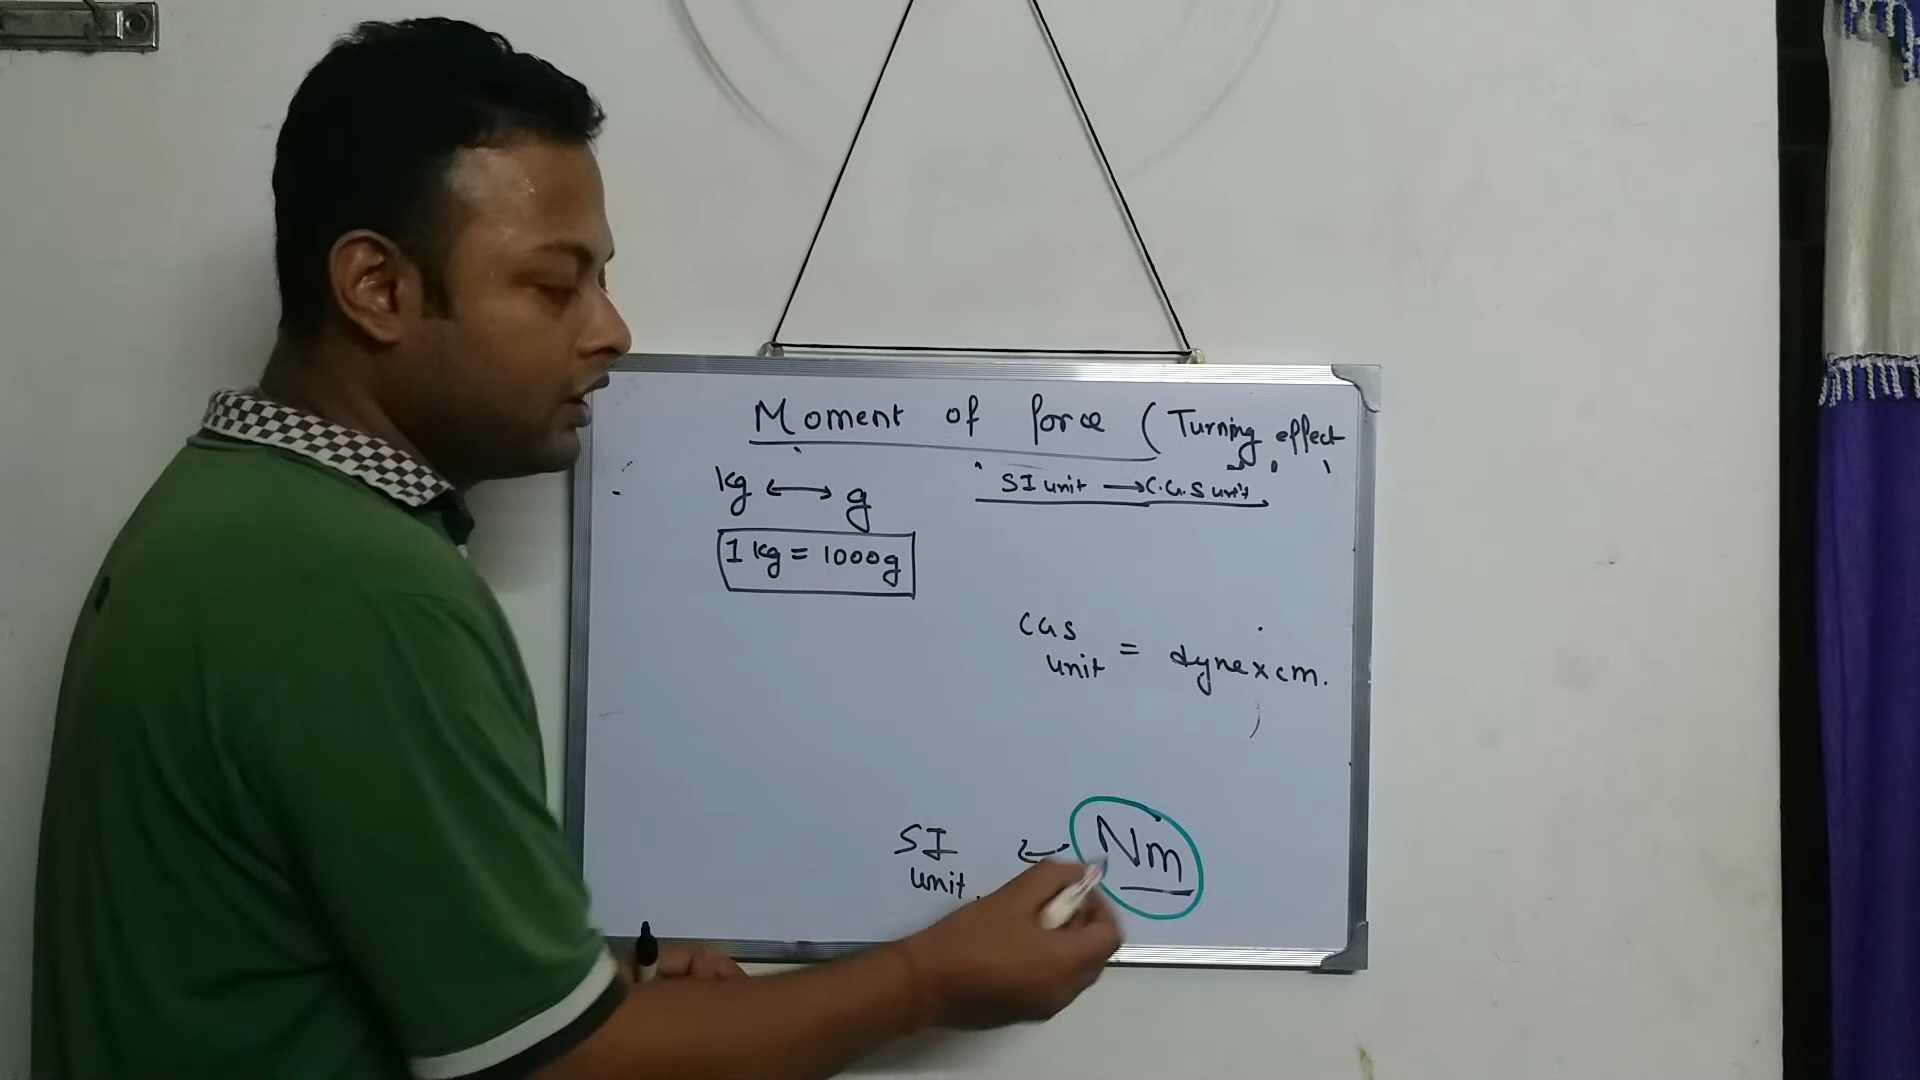 Moment of force (Turning effect
kg ⟷ g
SI unit → C.G.S unit
1 kg = 1000g
CGS
unit = dyne x cm.
SI ← Nm
unit